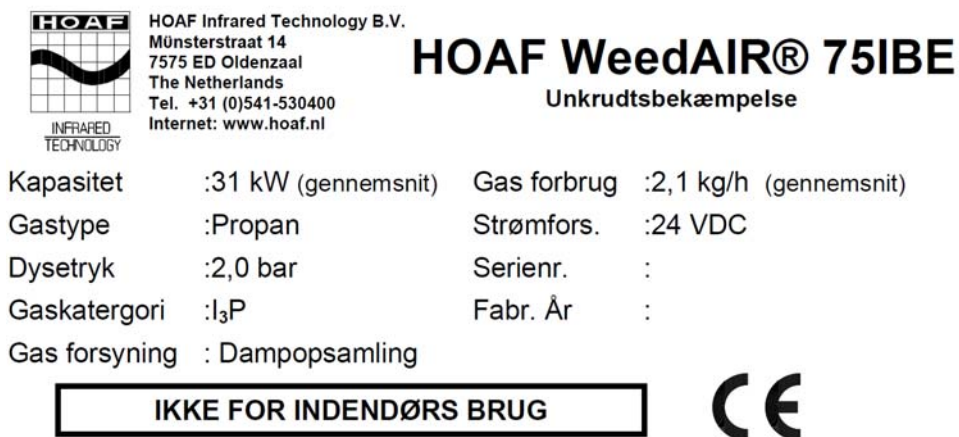 HOAF
INFRARED
TECHNOLOGY
HOAF Infrared Technology B.V.
Münsterstraat 14
7575 ED Oldenzaal
The Netherlands
Tel. +31 (0)541-530400
Internet: www.hoaf.nl
HOAF WeedAIR® 75IBE
Unkrudtsbekæmpelse
Kapasitet :31 kW (gennemsnit) Gas forbrug :2,1 kg/h (gennemsnit)
Gastype :Propan Strømfors. :24 VDC
Dysetryk :2,0 bar Serienr. :
Gaskatergori :I₃P Fabr. År :
Gas forsyning : Dampopsamling
IKKE FOR INDENDØRS BRUG
CE